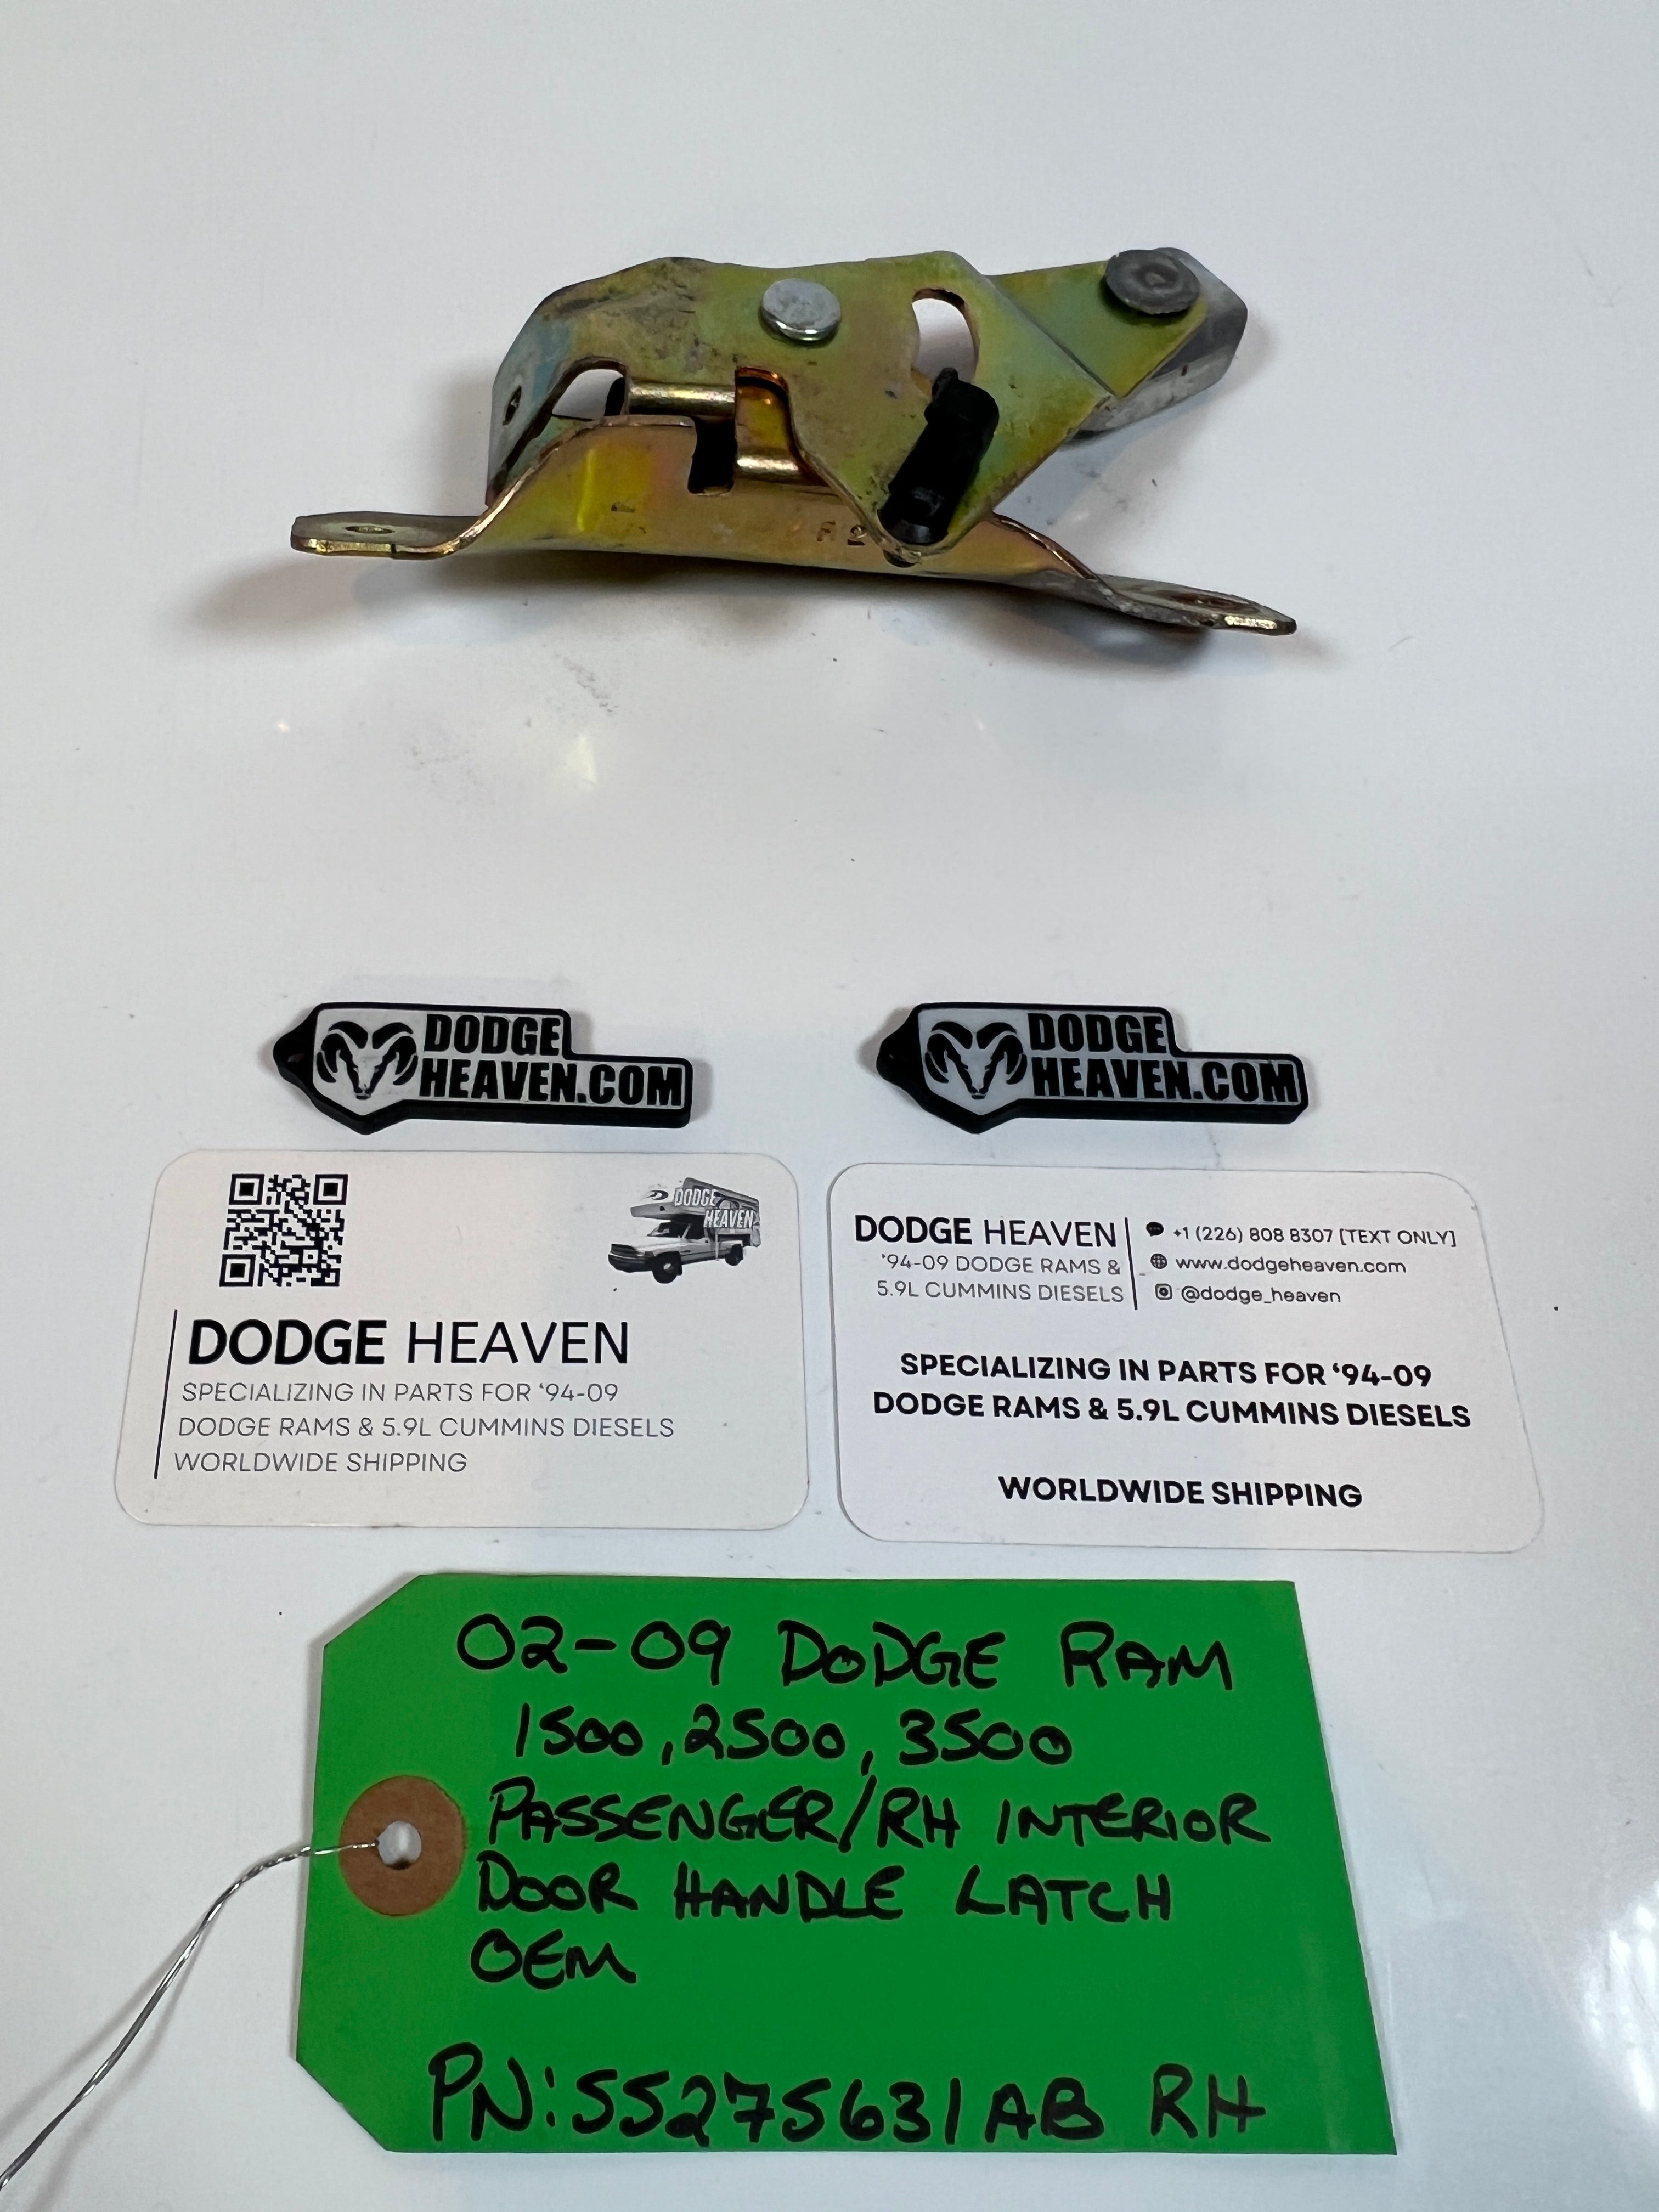 A2
DODGE
HEAVEN.COM
DODGE
HEAVEN.COM
DODGE
HEAVEN
DODGE HEAVEN
SPECIALIZING IN PARTS FOR ‘94-09
DODGE RAMS & 5.9L CUMMINS DIESELS
WORLDWIDE SHIPPING
DODGE HEAVEN
‘94-09 DODGE RAMS &
5.9L CUMMINS DIESELS
+1 (226) 808 8307 [TEXT ONLY]
www.dodgeheaven.com
@dodge_heaven
SPECIALIZING IN PARTS FOR ‘94-09
DODGE RAMS & 5.9L CUMMINS DIESELS
WORLDWIDE SHIPPING
02-09 DODGE RAM
1500, 2500, 3500
PASSENGER/RH INTERIOR
DOOR HANDLE LATCH
OEM
PN: 55275631AB RH